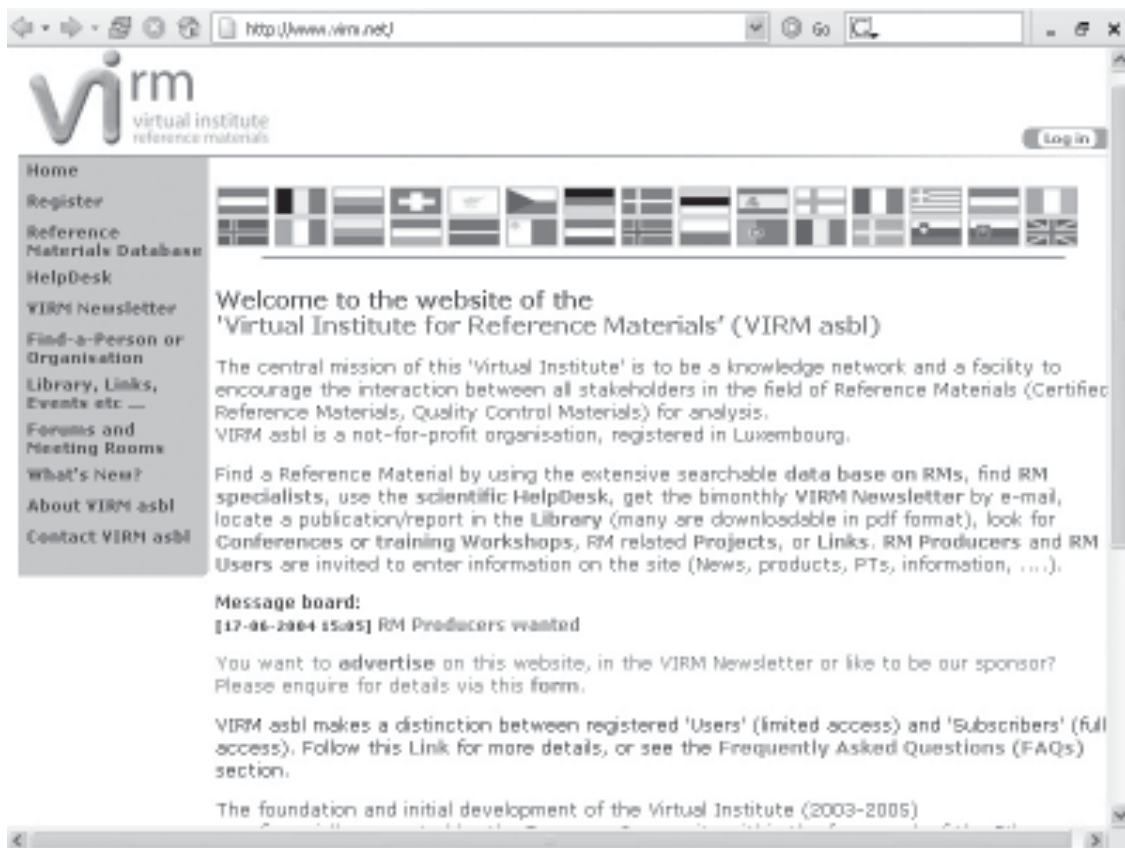 http://www.virm.net/
Go
virm
virtual institute
reference materials
Log in
Home
Register
Reference
Materials Database
HelpDesk
VIRM Newsletter
Find-a-Person or
Organisation
Library, Links,
Events etc ...
Forums and
Meeting Rooms
What's New?
About VIRM asbl
Contact VIRM asbl
Welcome to the website of the
'Virtual Institute for Reference Materials' (VIRM asbl)
The central mission of this 'Virtual Institute' is to be a knowledge network and a facility to
encourage the interaction between all stakeholders in the field of Reference Materials (Certified
Reference Materials, Quality Control Materials) for analysis.
VIRM asbl is a not-for-profit organisation, registered in Luxembourg.
Find a Reference Material by using the extensive searchable data base on RMs, find RM
specialists, use the scientific HelpDesk, get the bimonthly VIRM Newsletter by e-mail,
locate a publication/report in the Library (many are downloadable in pdf format), look for
Conferences or training Workshops, RM related Projects, or Links. RM Producers and RM
Users are invited to enter information on the site (News, products, PTs, information, ....).
Message board:
[17-06-2004 15:05] RM Producers wanted
You want to advertise on this website, in the VIRM Newsletter or like to be our sponsor?
Please enquire for details via this form.
VIRM asbl makes a distinction between registered 'Users' (limited access) and 'Subscribers' (full
access). Follow this Link for more details, or see the Frequently Asked Questions (FAQs)
section.
The foundation and initial development of the Virtual Institute (2003-2005)